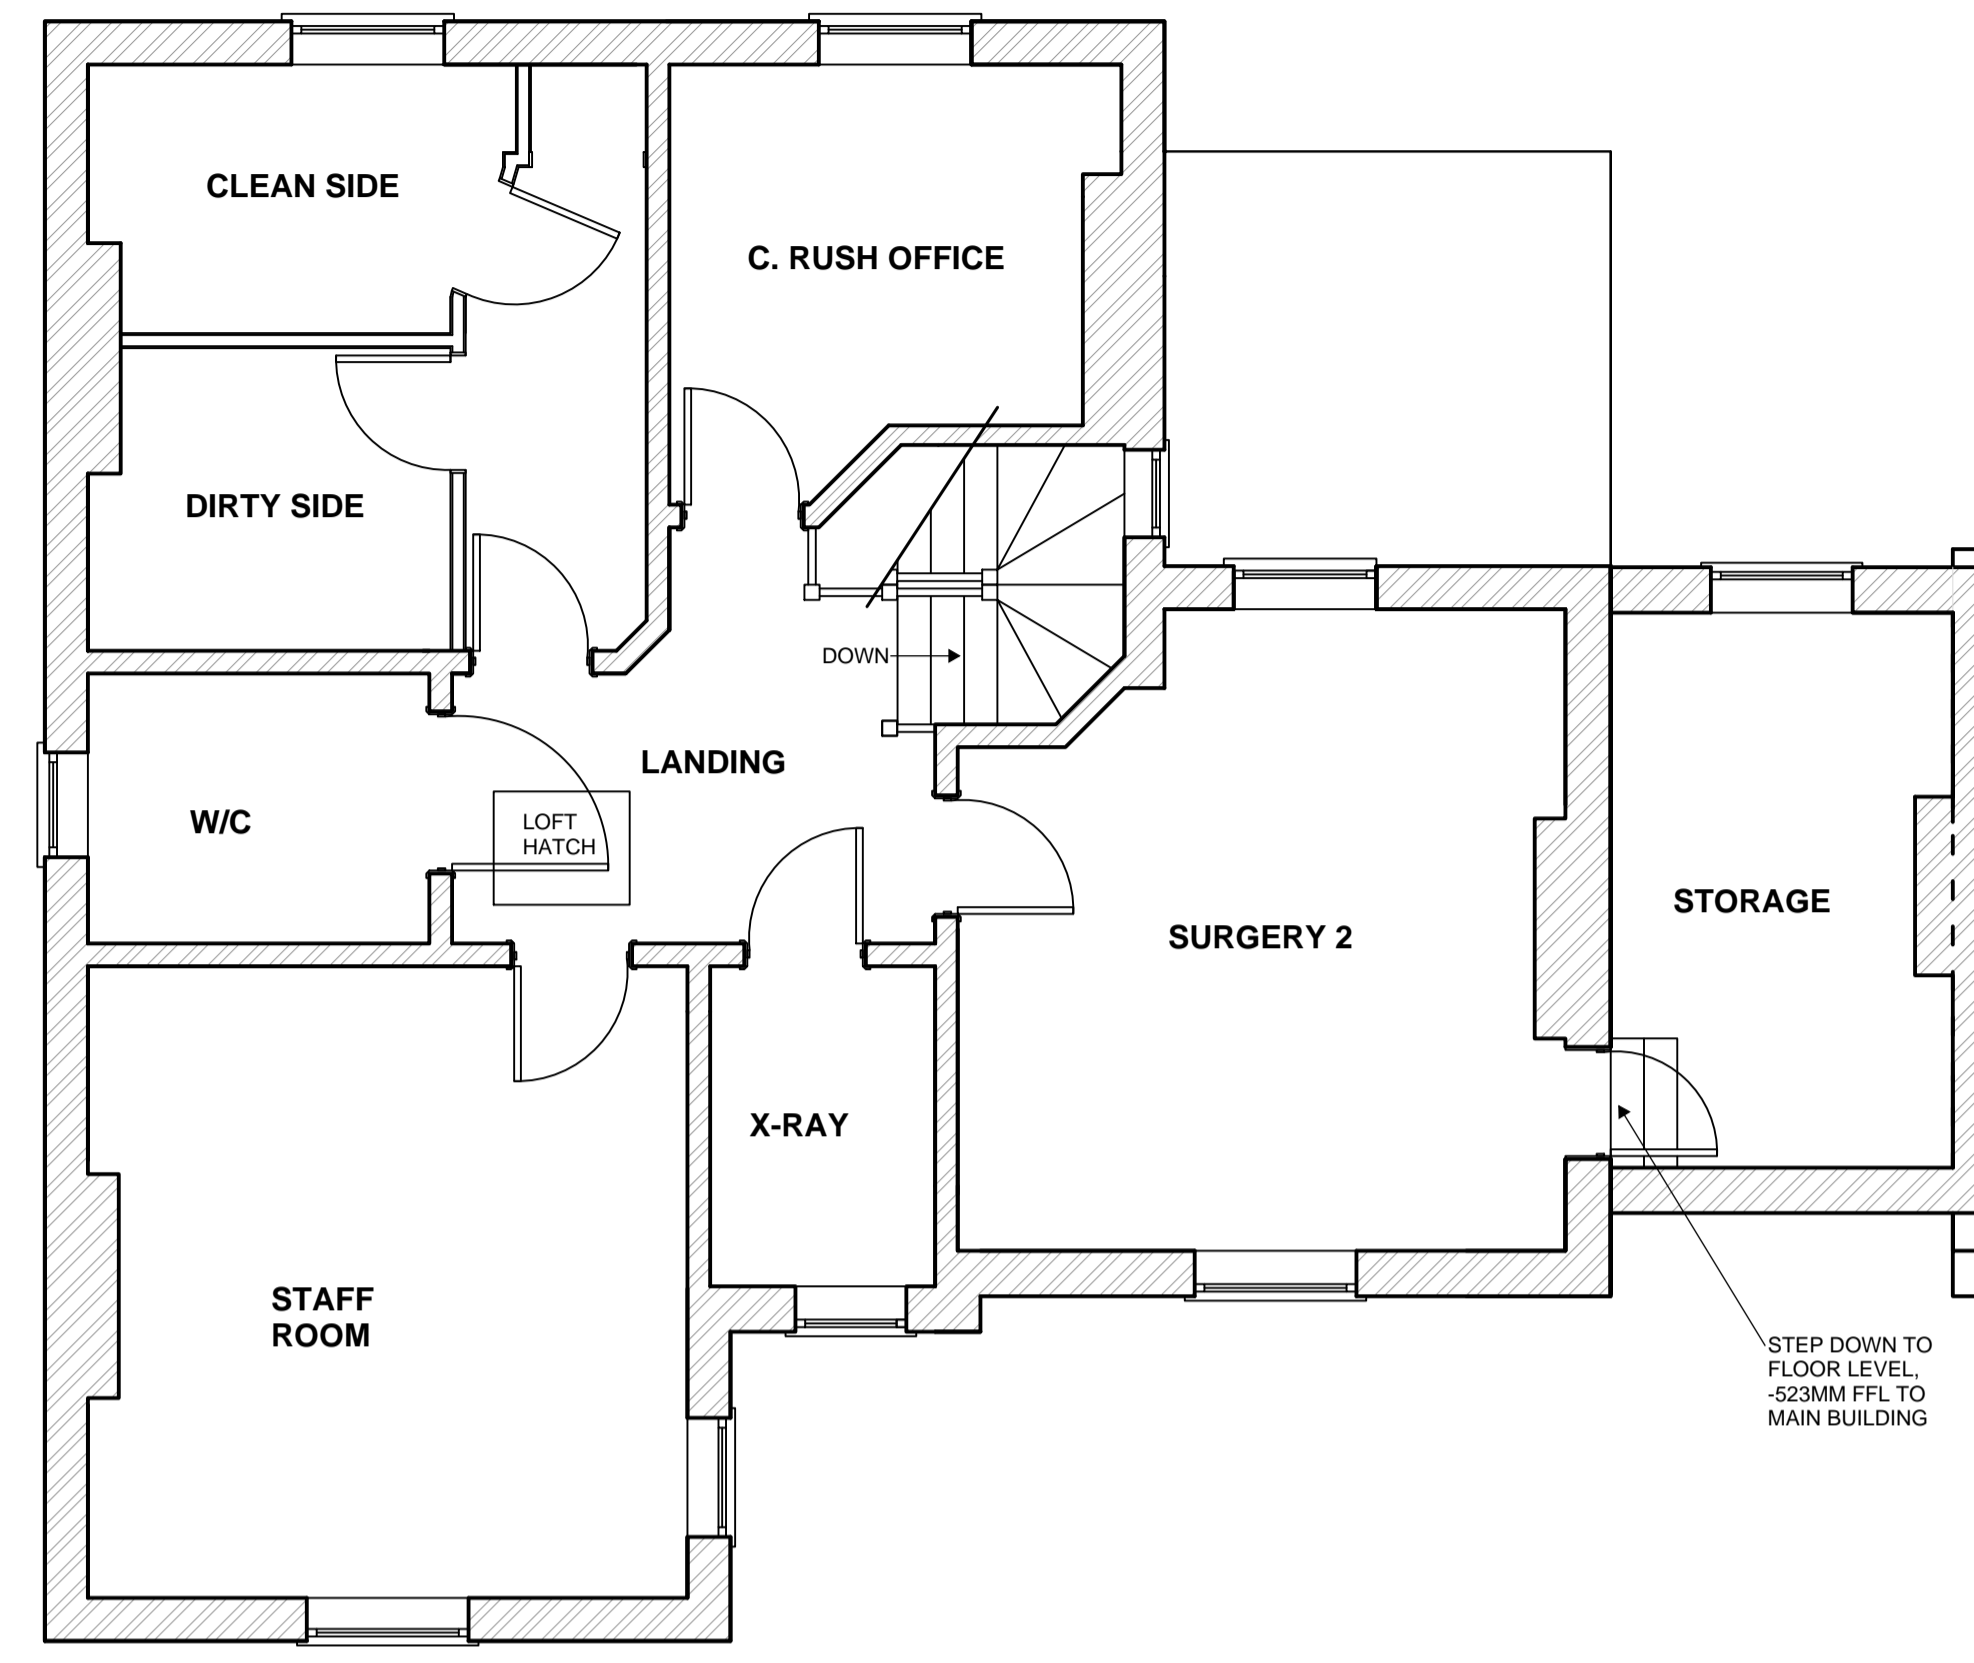 CLEAN SIDE
C. RUSH OFFICE
DIRTY SIDE
DOWN
LANDING
W/C
LOFT
HATCH
STORAGE
SURGERY 2
X-RAY
STAFF
ROOM
STEP DOWN TO
FLOOR LEVEL,
-523MM FFL TO
MAIN BUILDING